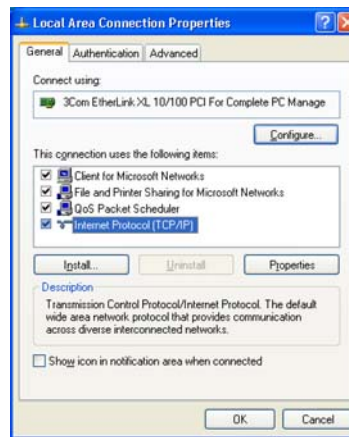 Local Area Connection Properties
General Authentication Advanced
Connect using:
3Com EtherLink XL 10/100 PCI For Complete PC Manage
Configure...
This connection uses the following items:
Client for Microsoft Networks
File and Printer Sharing for Microsoft Networks
QoS Packet Scheduler
Internet Protocol (TCP/IP)
Install... Uninstall Properties
Description
Transmission Control Protocol/Internet Protocol. The default
wide area network protocol that provides communication
across diverse interconnected networks.
Show icon in notification area when connected
OK Cancel